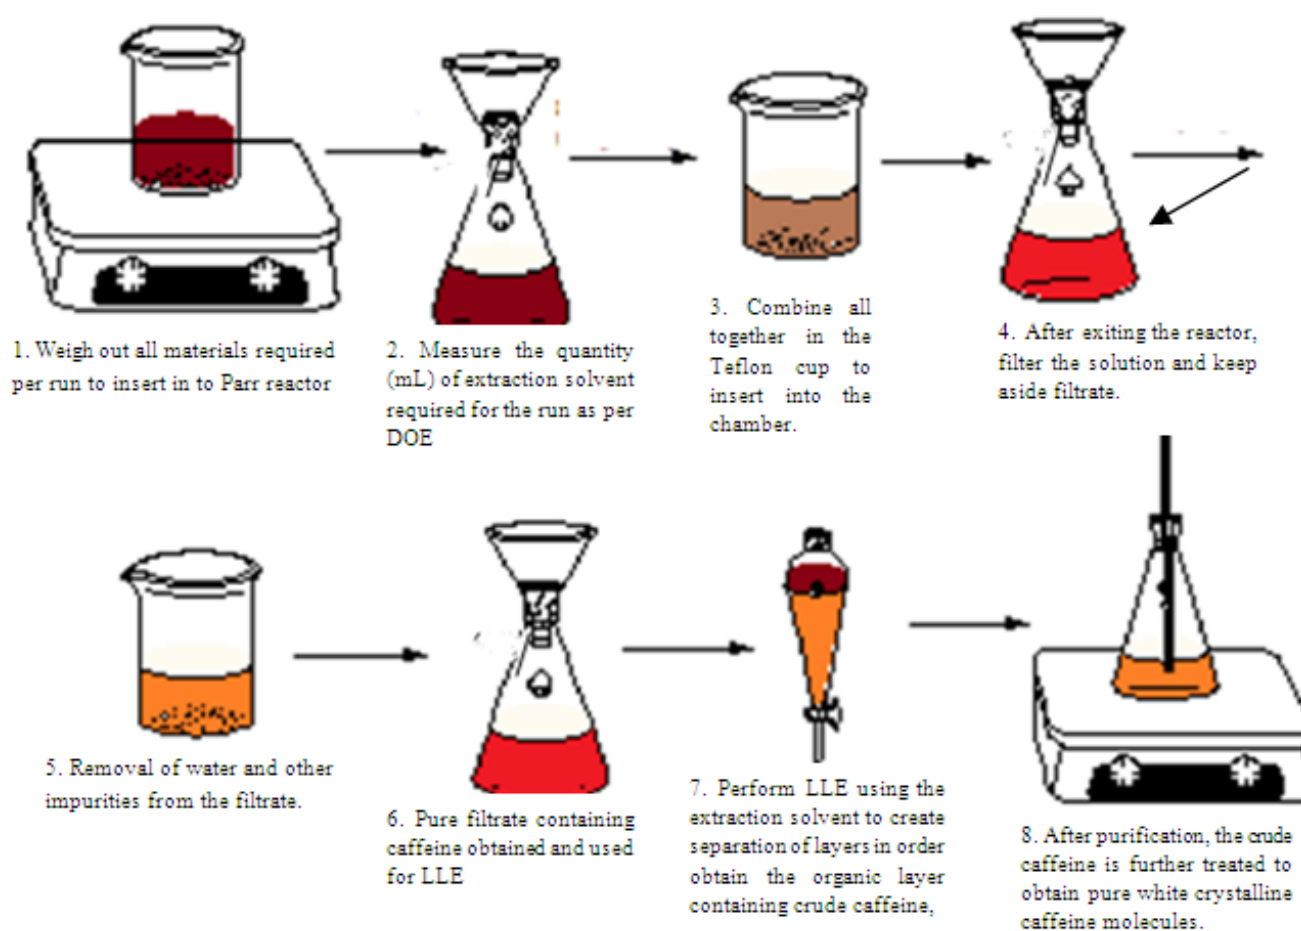 1. Weigh out all materials required
per run to insert in to Parr reactor
2. Measure the quantity
(mL) of extraction solvent
required for the run as per
DOE
3. Combine all
together in the
Teflon cup to
insert into the
chamber.
4. After exiting the reactor,
filter the solution and keep
aside filtrate.
5. Removal of water and other
impurities from the filtrate.
6. Pure filtrate containing
caffeine obtained and used
for LLE
7. Perform LLE using the
extraction solvent to create
separation of layers in order
obtain the organic layer
containing crude caffeine,
8. After purification, the crude
caffeine is further treated to
obtain pure white crystalline
caffeine molecules.